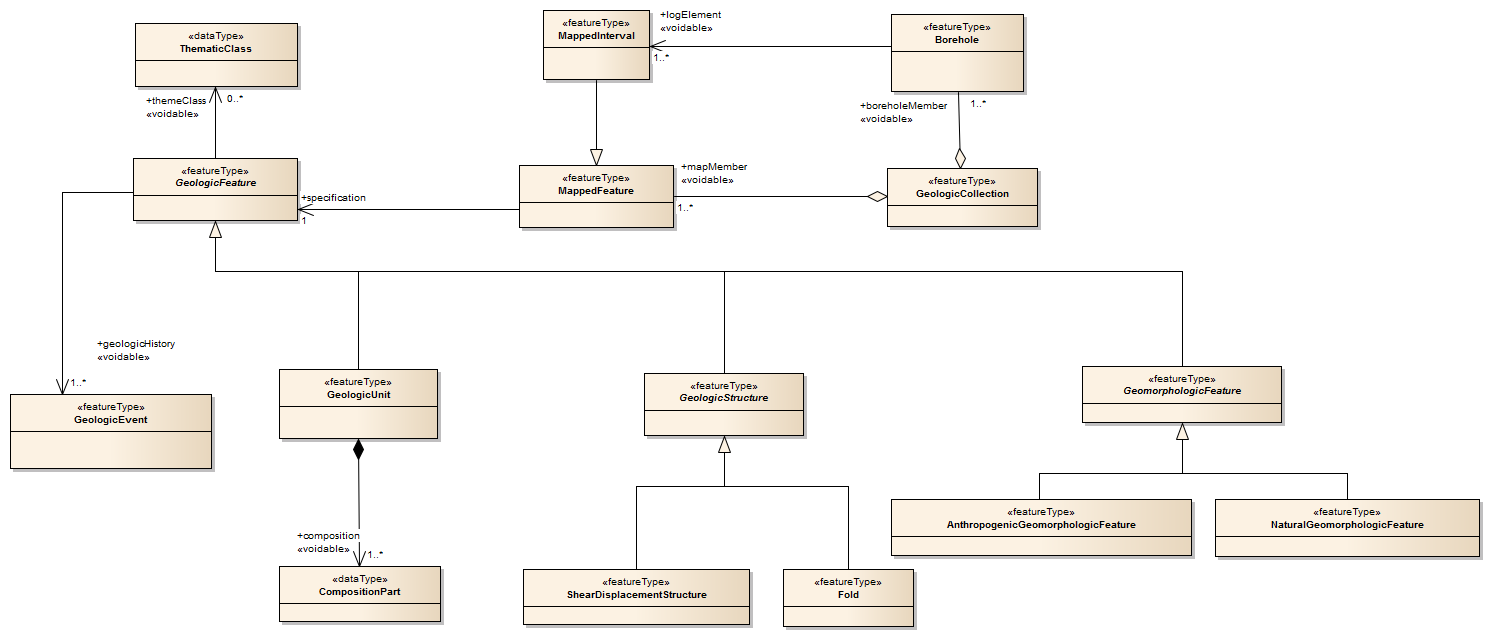 «dataType»
ThematicClass
+themeClass
«voidable»
0..*
«featureType»
MappedInterval
+logElement
«voidable»
1..*
«featureType»
Borehole
+boreholeMember
«voidable»
1..*
«featureType»
GeologicFeature
+specification
1
«featureType»
MappedFeature
+mapMember
«voidable»
1..*
«featureType»
GeologicCollection
+geologicHistory
«voidable»
1..*
«featureType»
GeologicEvent
«featureType»
GeologicUnit
«featureType»
GeologicStructure
«featureType»
GeomorphologicFeature
+composition
«voidable»
1..*
«dataType»
CompositionPart
«featureType»
ShearDisplacementStructure
«featureType»
Fold
«featureType»
AnthropogenicGeomorphologicFeature
«featureType»
NaturalGeomorphologicFeature